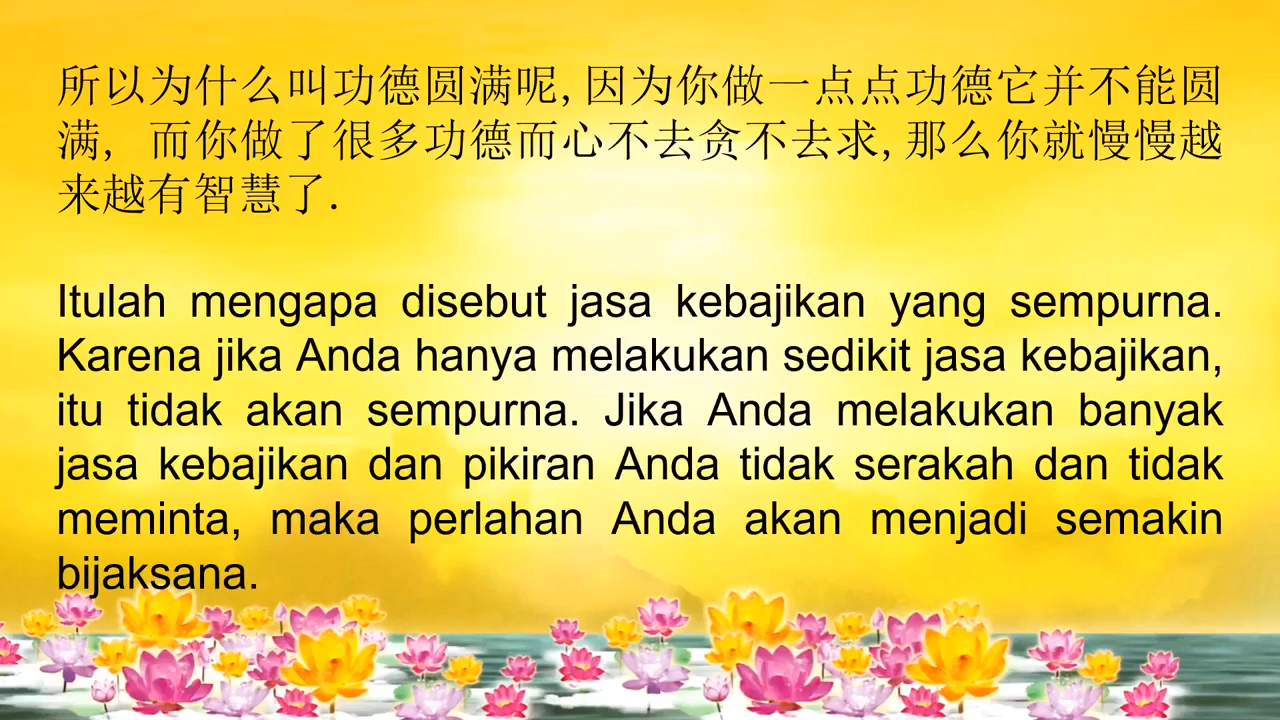 所以为什么叫功德圆满呢,因为你做一点点功德它并不能圆
满, 而你做了很多功德而心不去贪不去求,那么你就慢慢越
来越有智慧了.
Itulah mengapa disebut jasa kebajikan yang sempurna.
Karena jika Anda hanya melakukan sedikit jasa kebajikan,
itu tidak akan sempurna. Jika Anda melakukan banyak
jasa kebajikan dan pikiran Anda tidak serakah dan tidak
meminta, maka perlahan Anda akan menjadi semakin
bijaksana.